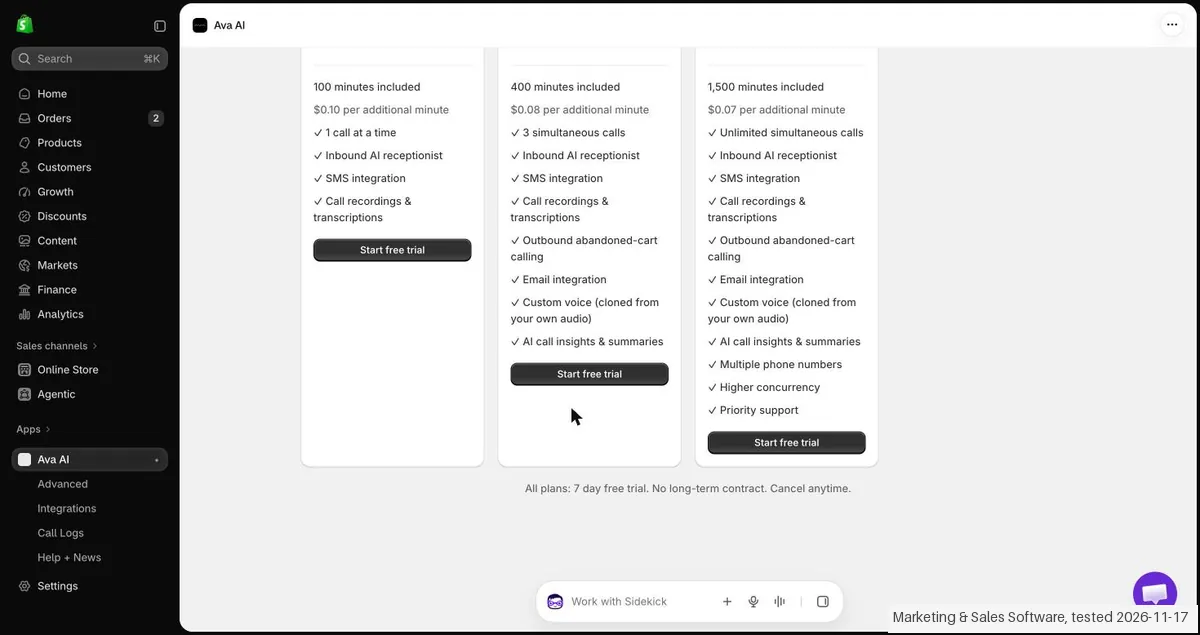 Search
⌘K
Home
Orders
2
Products
Customers
Growth
Discounts
Content
Markets
Finance
Analytics
Sales channels
Online Store
Agentic
Apps
Ava AI
Advanced
Integrations
Call Logs
Help + News
Settings
Ava AI
100 minutes included
$0.10 per additional minute
✓ 1 call at a time
✓ Inbound AI receptionist
✓ SMS integration
✓ Call recordings &
transcriptions
Start free trial
400 minutes included
$0.08 per additional minute
✓ 3 simultaneous calls
✓ Inbound AI receptionist
✓ SMS integration
✓ Call recordings &
transcriptions
✓ Outbound abandoned-cart
calling
✓ Email integration
✓ Custom voice (cloned from
your own audio)
✓ AI call insights & summaries
Start free trial
1,500 minutes included
$0.07 per additional minute
✓ Unlimited simultaneous calls
✓ Inbound AI receptionist
✓ SMS integration
✓ Call recordings &
transcriptions
✓ Outbound abandoned-cart
calling
✓ Email integration
✓ Custom voice (cloned from
your own audio)
✓ AI call insights & summaries
✓ Multiple phone numbers
✓ Higher concurrency
✓ Priority support
Start free trial
All plans: 7 day free trial. No long-term contract. Cancel anytime.
Work with Sidekick
Marketing & Sales Software, tested 2026-11-17